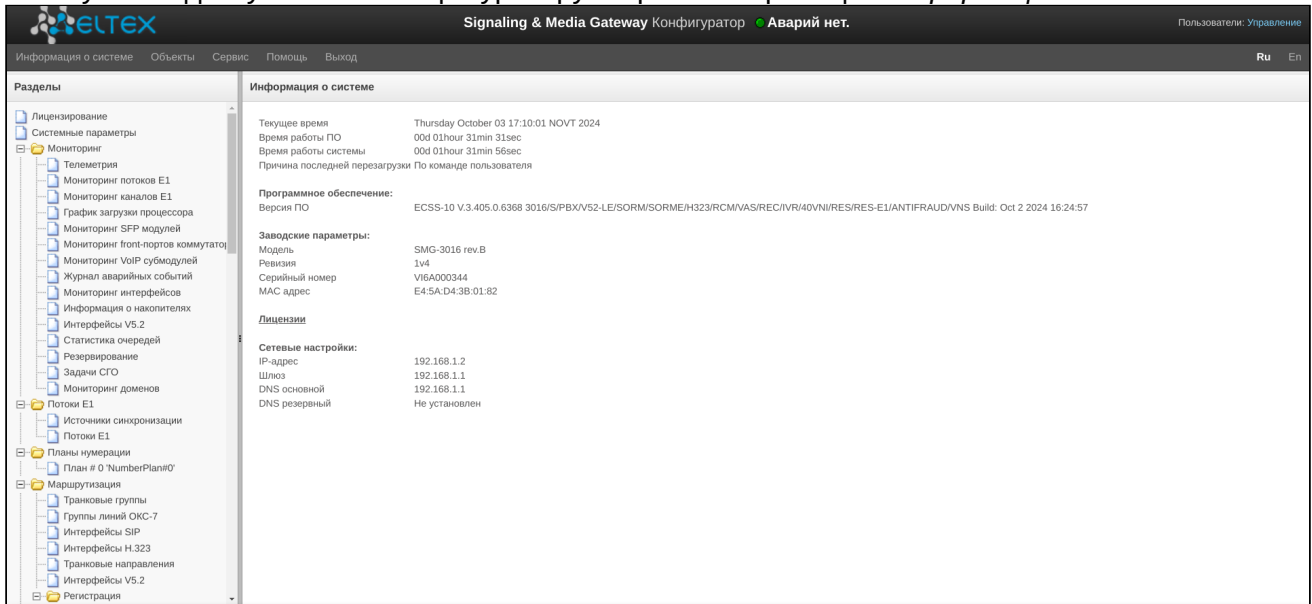 ELTEX
Signaling & Media Gateway Конфигуратор Аварий нет.
Пользователи: Управление
Информация о системе Объекты Сервис Помощь Выход
Ru En
Разделы
Лицензирование
Системные параметры
Мониторинг
Телеметрия
Мониторинг потоков E1
Мониторинг каналов E1
График загрузки процессора
Мониторинг SFP модулей
Мониторинг front-портов коммутатор
Мониторинг VoIP субмодулей
Журнал аварийных событий
Мониторинг интерфейсов
Информация о накопителях
Интерфейсы V5.2
Статистика очередей
Резервирование
Задачи СГО
Мониторинг доменов
Потоки E1
Источники синхронизации
Потоки E1
Планы нумерации
План # 0 'NumberPlan#0'
Маршрутизация
Транковые группы
Группы линий ОКС-7
Интерфейсы SIP
Интерфейсы H.323
Транковые направления
Интерфейсы V5.2
Регистрация
Информация о системе
Текущее время Thursday October 03 17:10:01 NOVT 2024
Время работы ПО 00d 01hour 31min 31sec
Время работы системы 00d 01hour 31min 56sec
Причина последней перезагрузки По команде пользователя
Программное обеспечение:
Версия ПО ECSS-10 V.3.405.0.6368 3016/S/PBX/V52-LE/SORM/SORME/H323/RCM/VAS/REC/IVR/40VNI/RES/RES-E1/ANTIFRAUD/VNS Build: Oct 2 2024 16:24:57
Заводские параметры:
Модель SMG-3016 rev.B
Ревизия 1v4
Серийный номер VI6A000344
MAC адрес E4:5A:D4:3B:01:82
Лицензии
Сетевые настройки:
IP-адрес 192.168.1.2
Шлюз 192.168.1.1
DNS основной 192.168.1.1
DNS резервный Не установлен